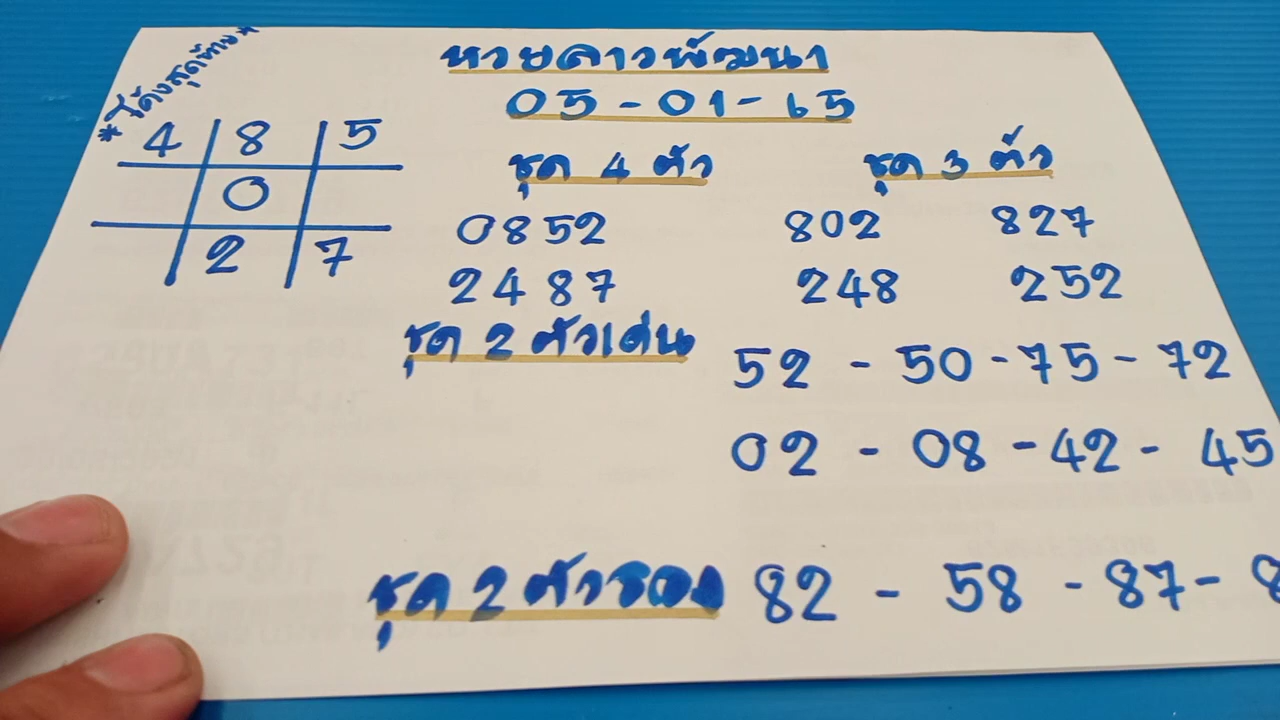 *โค้งสุดท้าย*
หวยลาวพัฒนา
05-01-65
4 8 5
0
2 7
ชุด 4 ตัว
0852
2487
ชุด 3 ตัว
802 827
248 252
ชุด 2 ตัวเด่น
52 - 50 - 75 - 72
02 - 08 - 42 - 45
ชุด 2 ตัวรอง 82 - 58 - 87 -